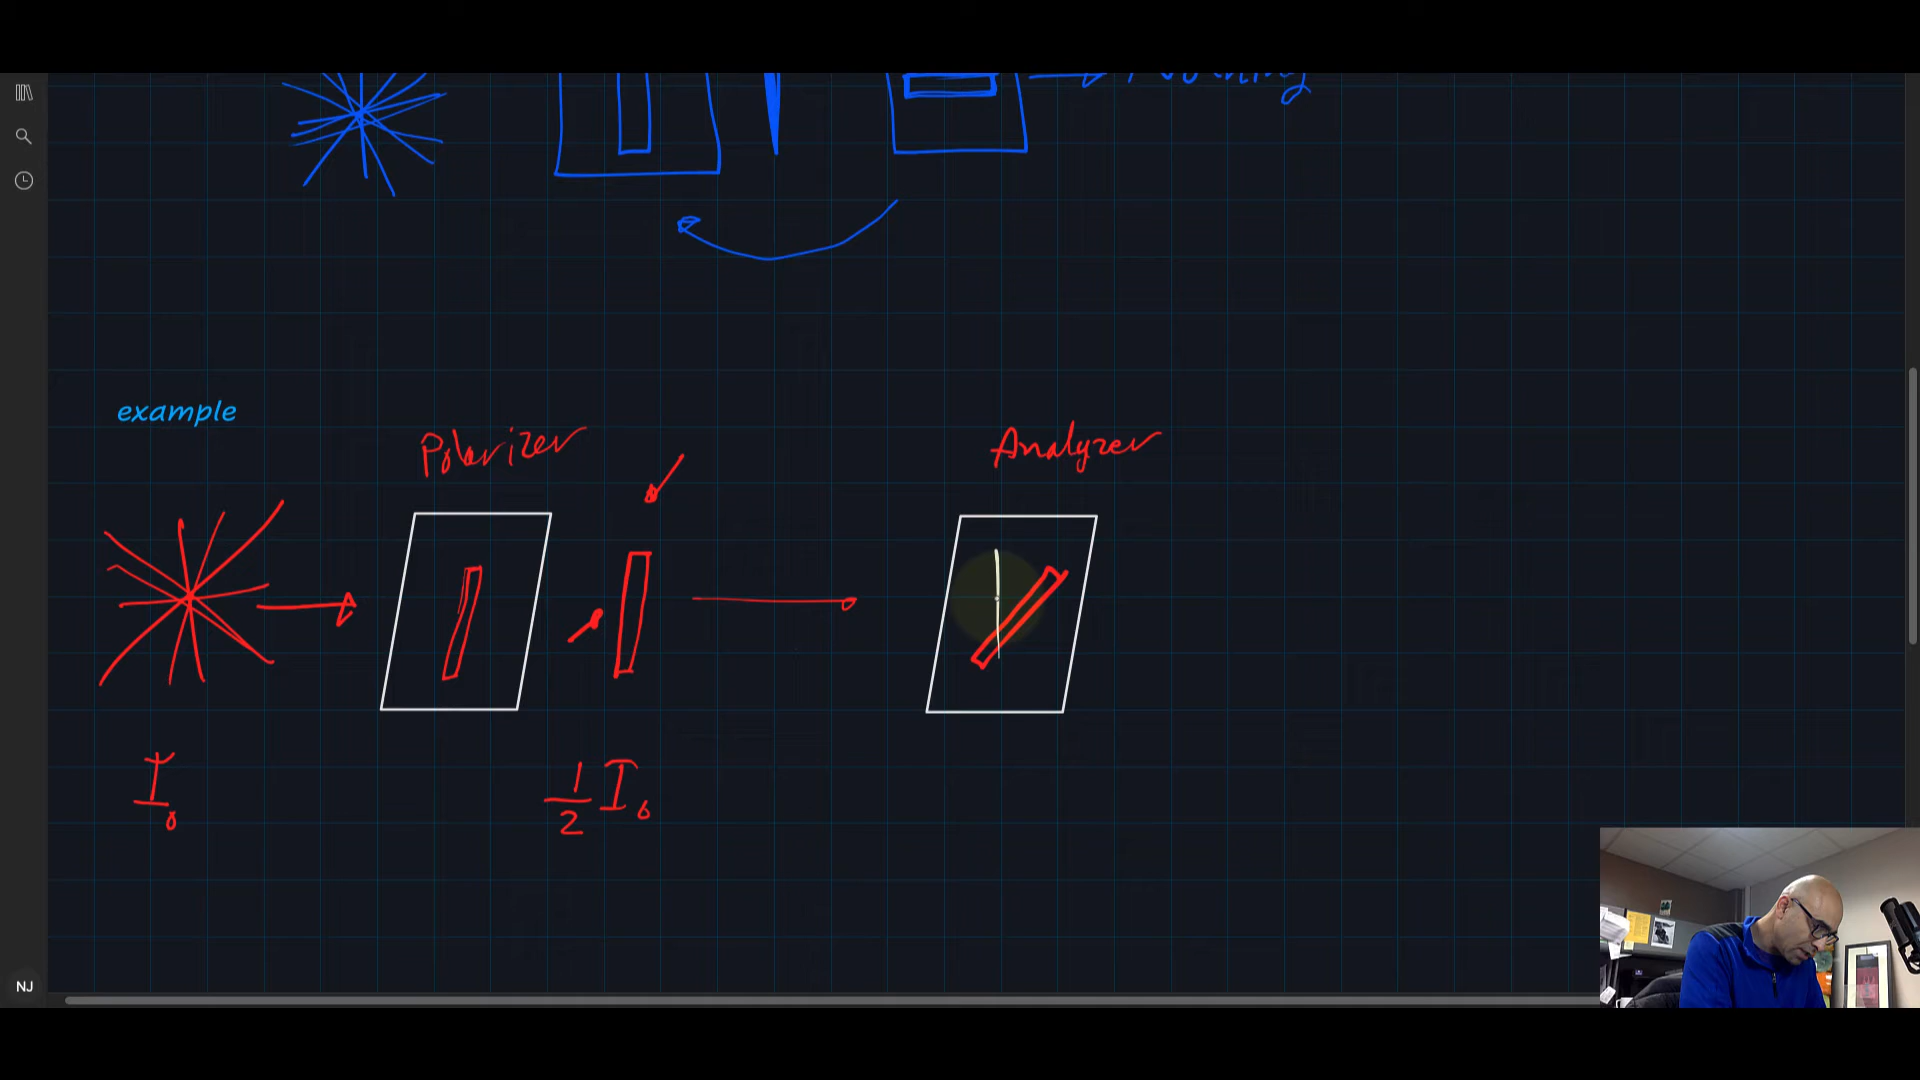 example
Polarizer
Analyzer
I₀
1/2 I₀
NJ